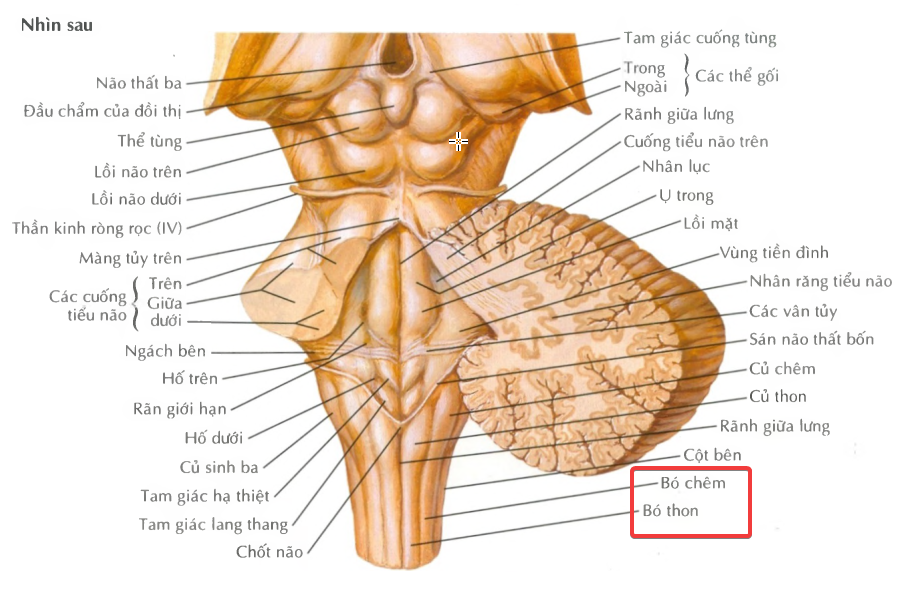 Nhìn sau
Não thất ba
Đầu chẩm của đồi thị
Thể tùng
Lồi não trên
Lồi não dưới
Thần kinh ròng rọc (IV)
Màng tủy trên
Các cuống
tiểu não
Trên
Giữa
dưới
Ngách bên
Hố trên
Rãn giới hạn
Hố dưới
Củ sinh ba
Tam giác hạ thiệt
Tam giác lang thang
Chốt não
Tam giác cuống tùng
Trong
Ngoài
Các thể gối
Rãnh giữa lưng
Cuống tiểu não trên
Nhân lục
Ụ trong
Lồi mặt
Vùng tiền đình
Nhân răng tiểu não
Các vân tủy
Sán não thất bốn
Củ chêm
Củ thon
Rãnh giữa lưng
Cột bên
Bó chêm
Bó thon